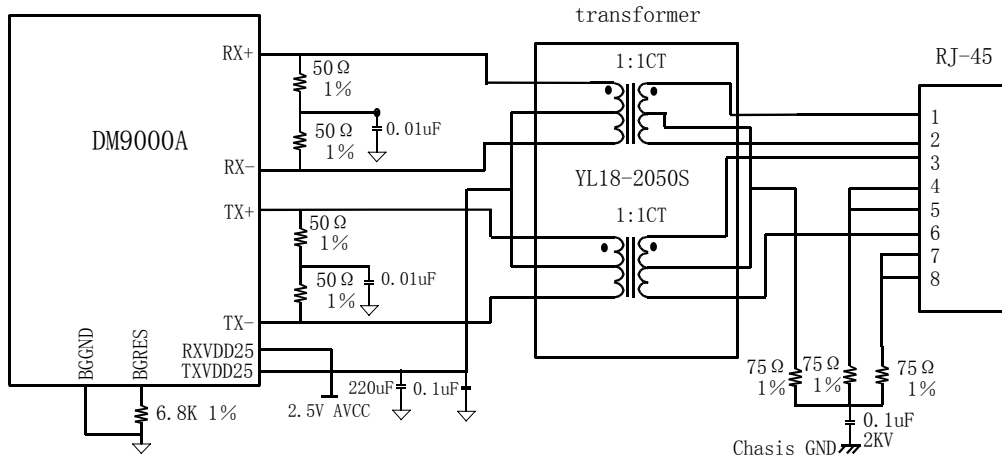 transformer
RJ-45
1:1CT
RX+
50Ω
1%
50Ω
1%
0.01uF
DM9000A
RX-
YL18-2050S
TX+
50Ω
1%
50Ω
1%
0.01uF
1:1CT
TX-
1
2
3
4
5
6
7
8
BGGND
BGRES
RXVDD25
TXVDD25
220uF
0.1uF
2.5V AVCC
6.8K 1%
75Ω
1%
75Ω
1%
75Ω
1%
0.1uF
2KV
Chasis GND